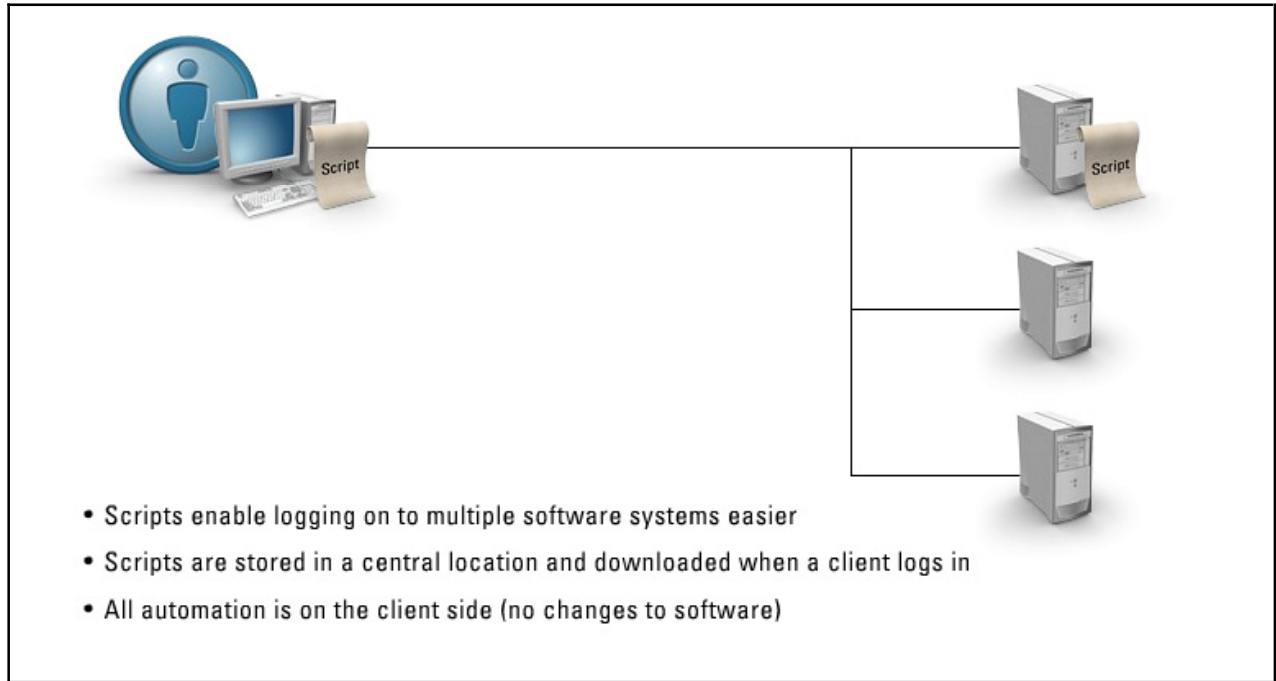 Script
Script
• Scripts enable logging on to multiple software systems easier
• Scripts are stored in a central location and downloaded when a client logs in
• All automation is on the client side (no changes to software)